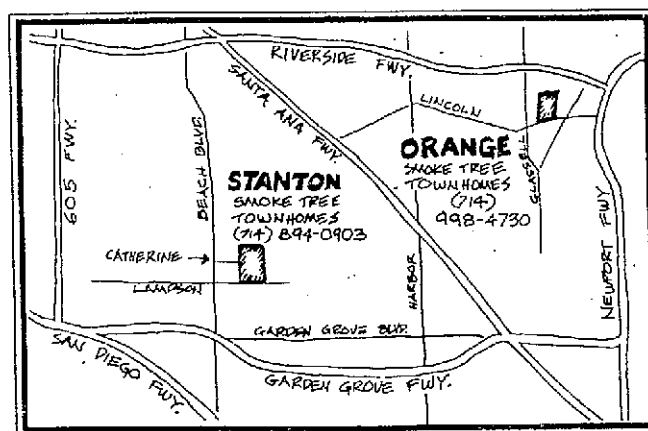 RIVERSIDE FWY.
SANTA ANA FWY.
LINCOLN
605 FWY.
BEACH BLVD.
ORANGE
SMOKE TREE
TOWNHOMES
(714)
998-4730
GLASSELL
STANTON
SMOKE TREE
TOWNHOMES
(714) 894-0903
NEWPORT FWY
CATHERINE
LAMPSON
HARBOR
GARDEN GROVE BLVD.
SAN DIEGO FWY.
GARDEN GROVE FWY.